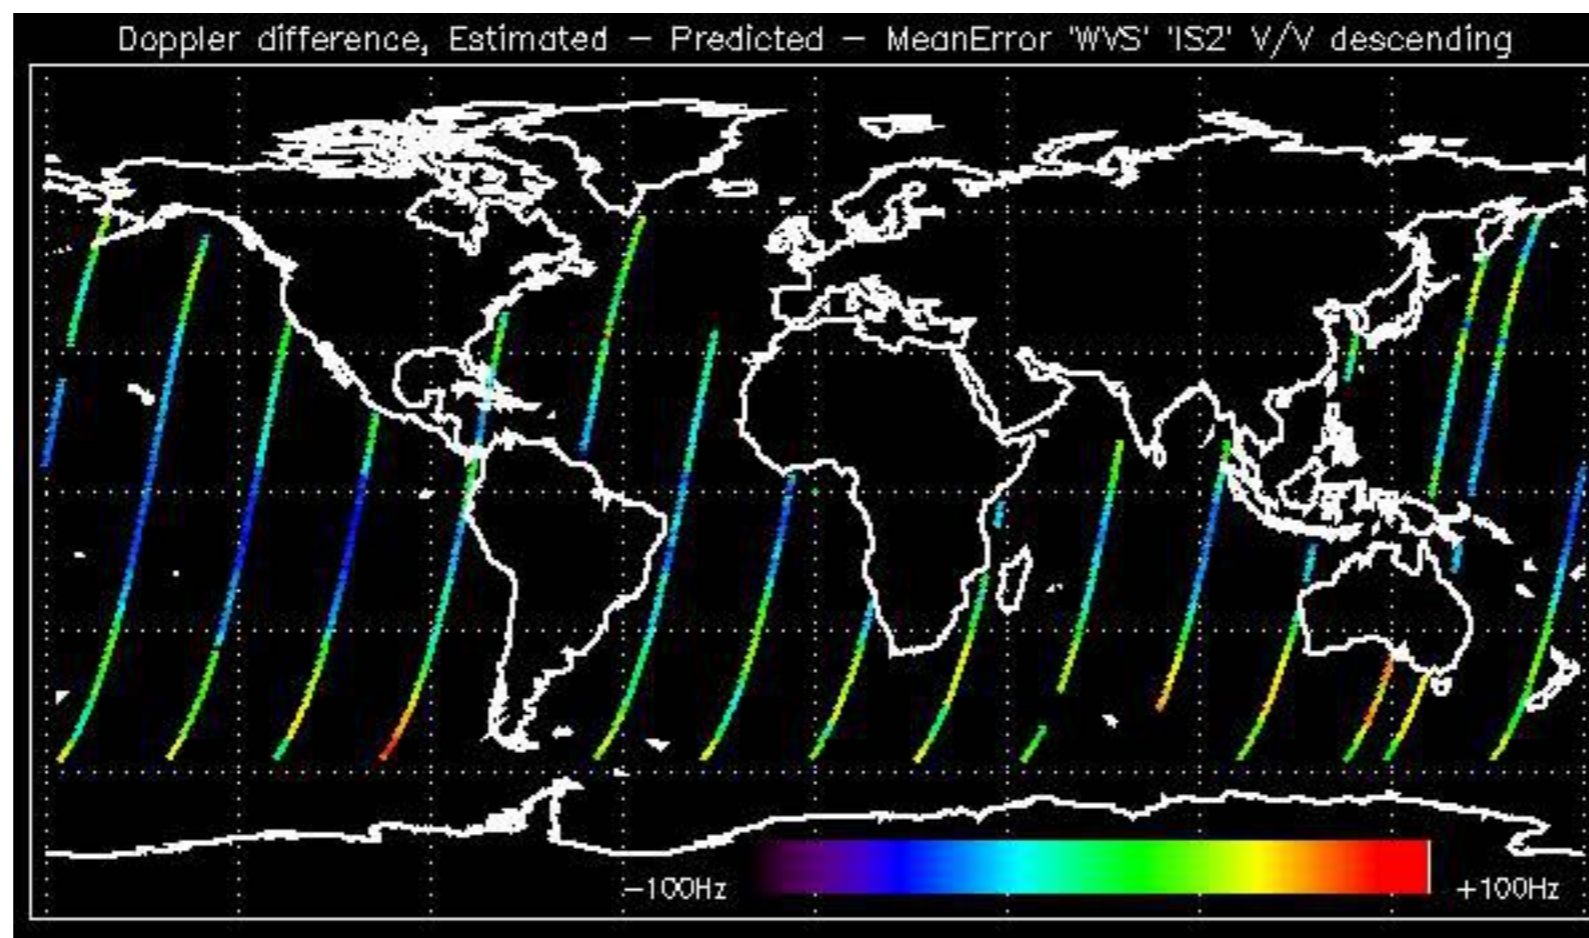 Doppler difference, Estimated − Predicted − MeanError 'WVS' 'IS2' V/V descending
−100Hz
+100Hz